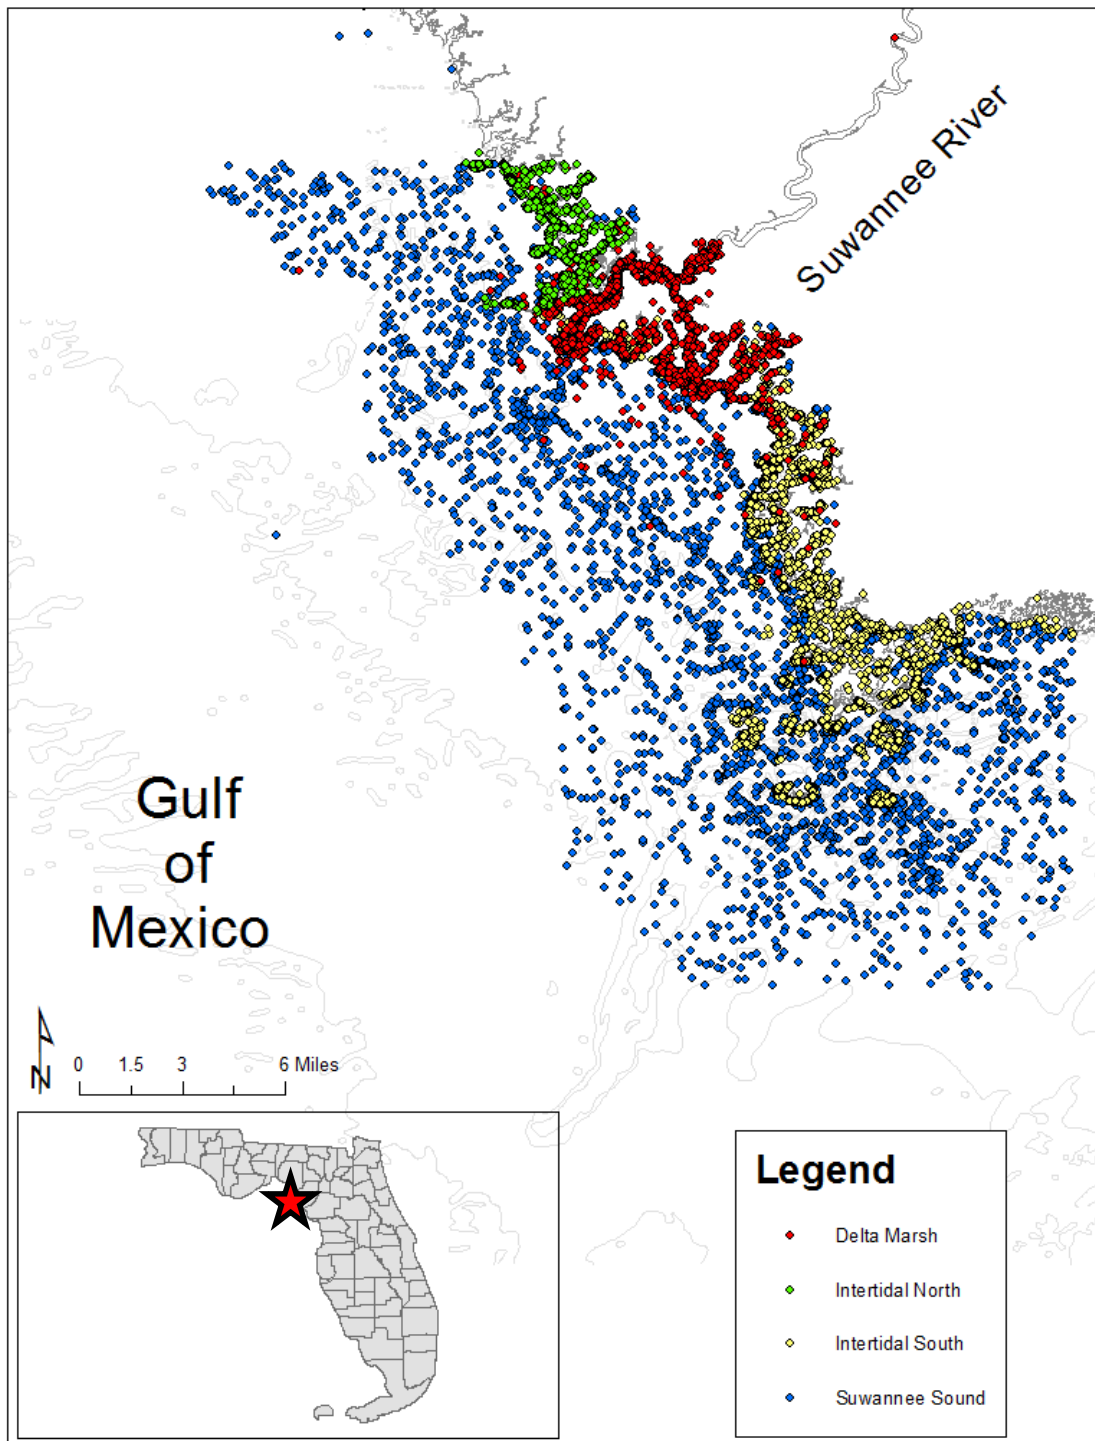 Suwannee River
Gulf
of
Mexico
N
0 1.5 3 6 Miles
Legend
Delta Marsh
Intertidal North
Intertidal South
Suwannee Sound